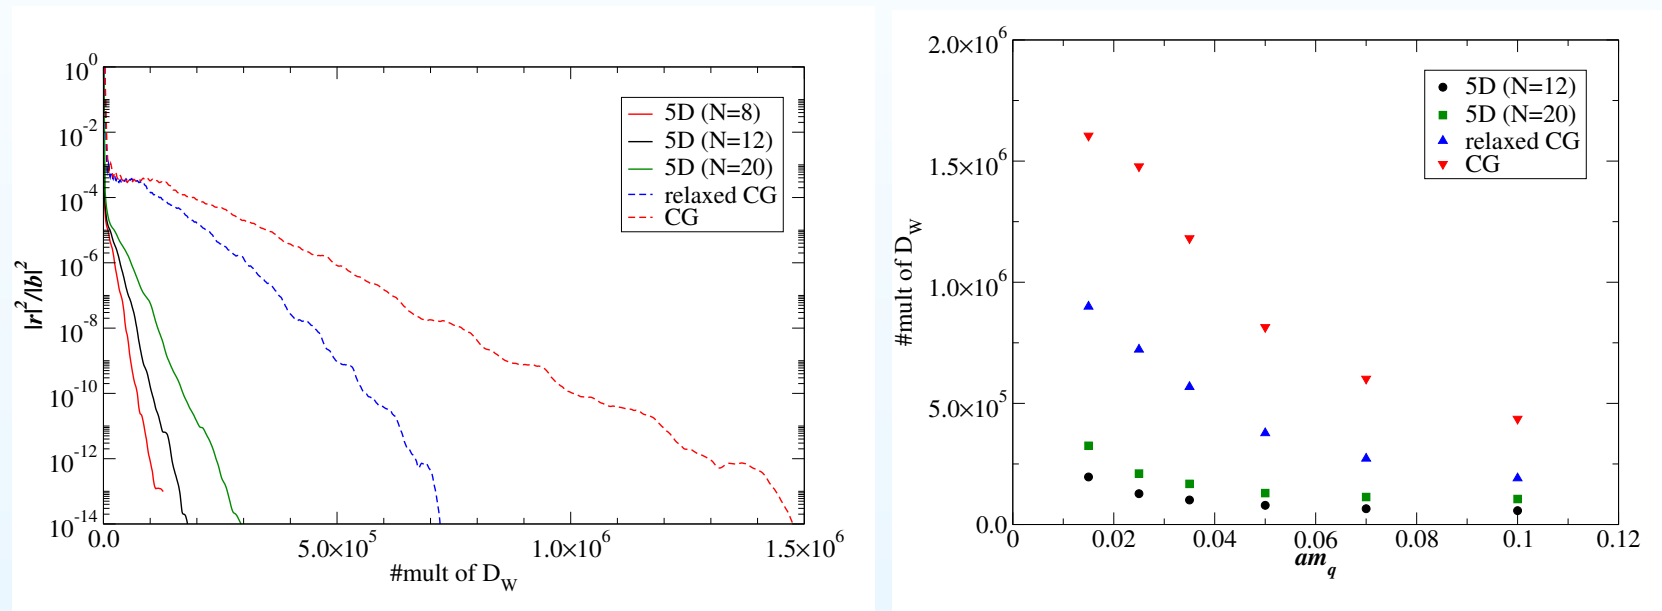 10^0
10^-2
10^-4
10^-6
10^-8
10^-10
10^-12
10^-14
|r|^2/|b|^2
5D (N=8)
5D (N=12)
5D (N=20)
relaxed CG
CG
0.0
5.0×10^5
1.0×10^6
1.5×10^6
#mult of D_W
2.0×10^6
1.5×10^6
1.0×10^6
5.0×10^5
0.0
#mult of D_W
5D (N=12)
5D (N=20)
relaxed CG
CG
0
0.02
0.04
0.06
0.08
0.1
0.12
am_q